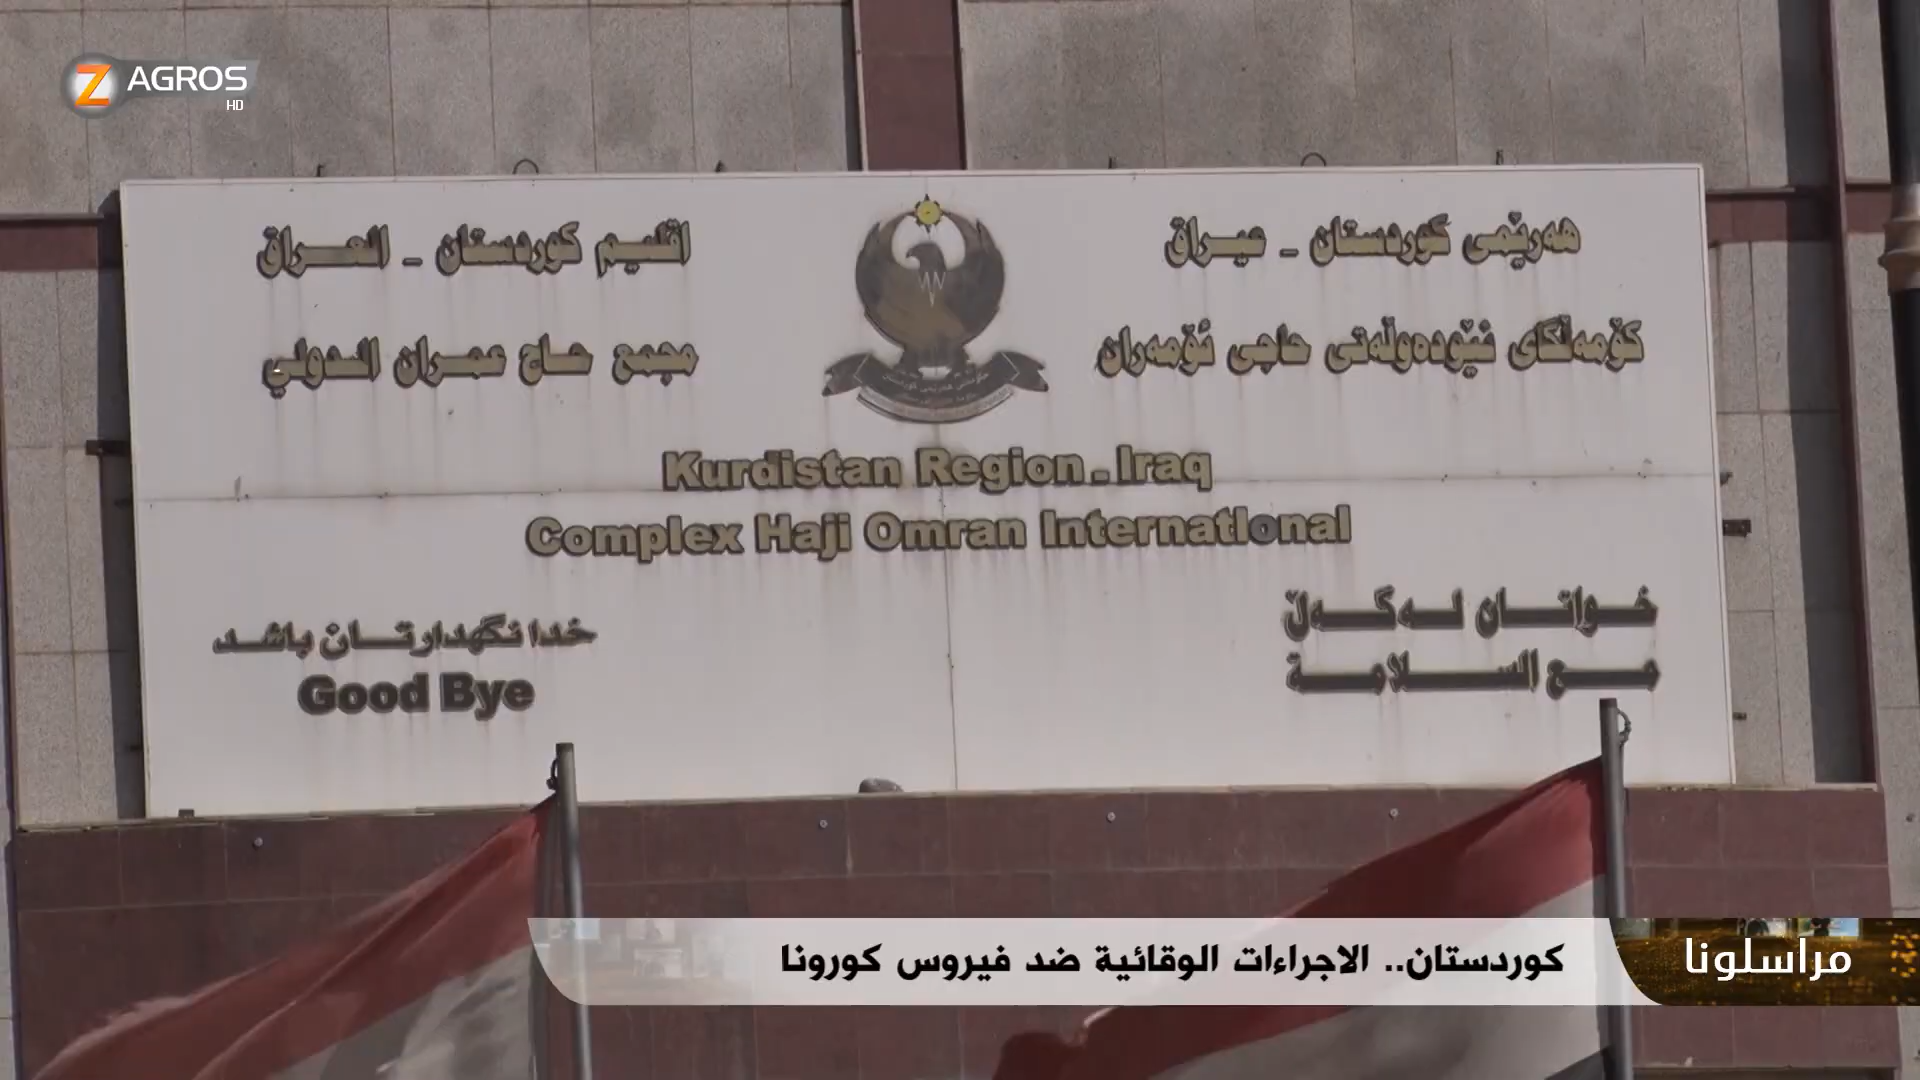 ZAGROS
HD
هەرێمی کوردستان - عیراق
اقليم كوردستان - العراق
کۆمەڵگای نێودەوڵەتی حاجی ئۆمەران
مجمع حاج عمران الدولي
Kurdistan Region - Iraq
Complex Haji Omran International
خواتان لەگەڵ
مع السلامة
خدا نگهدارتان باشد
Good Bye
مراسلونا
كوردستان.. الاجراءات الوقائية ضد فيروس كورونا